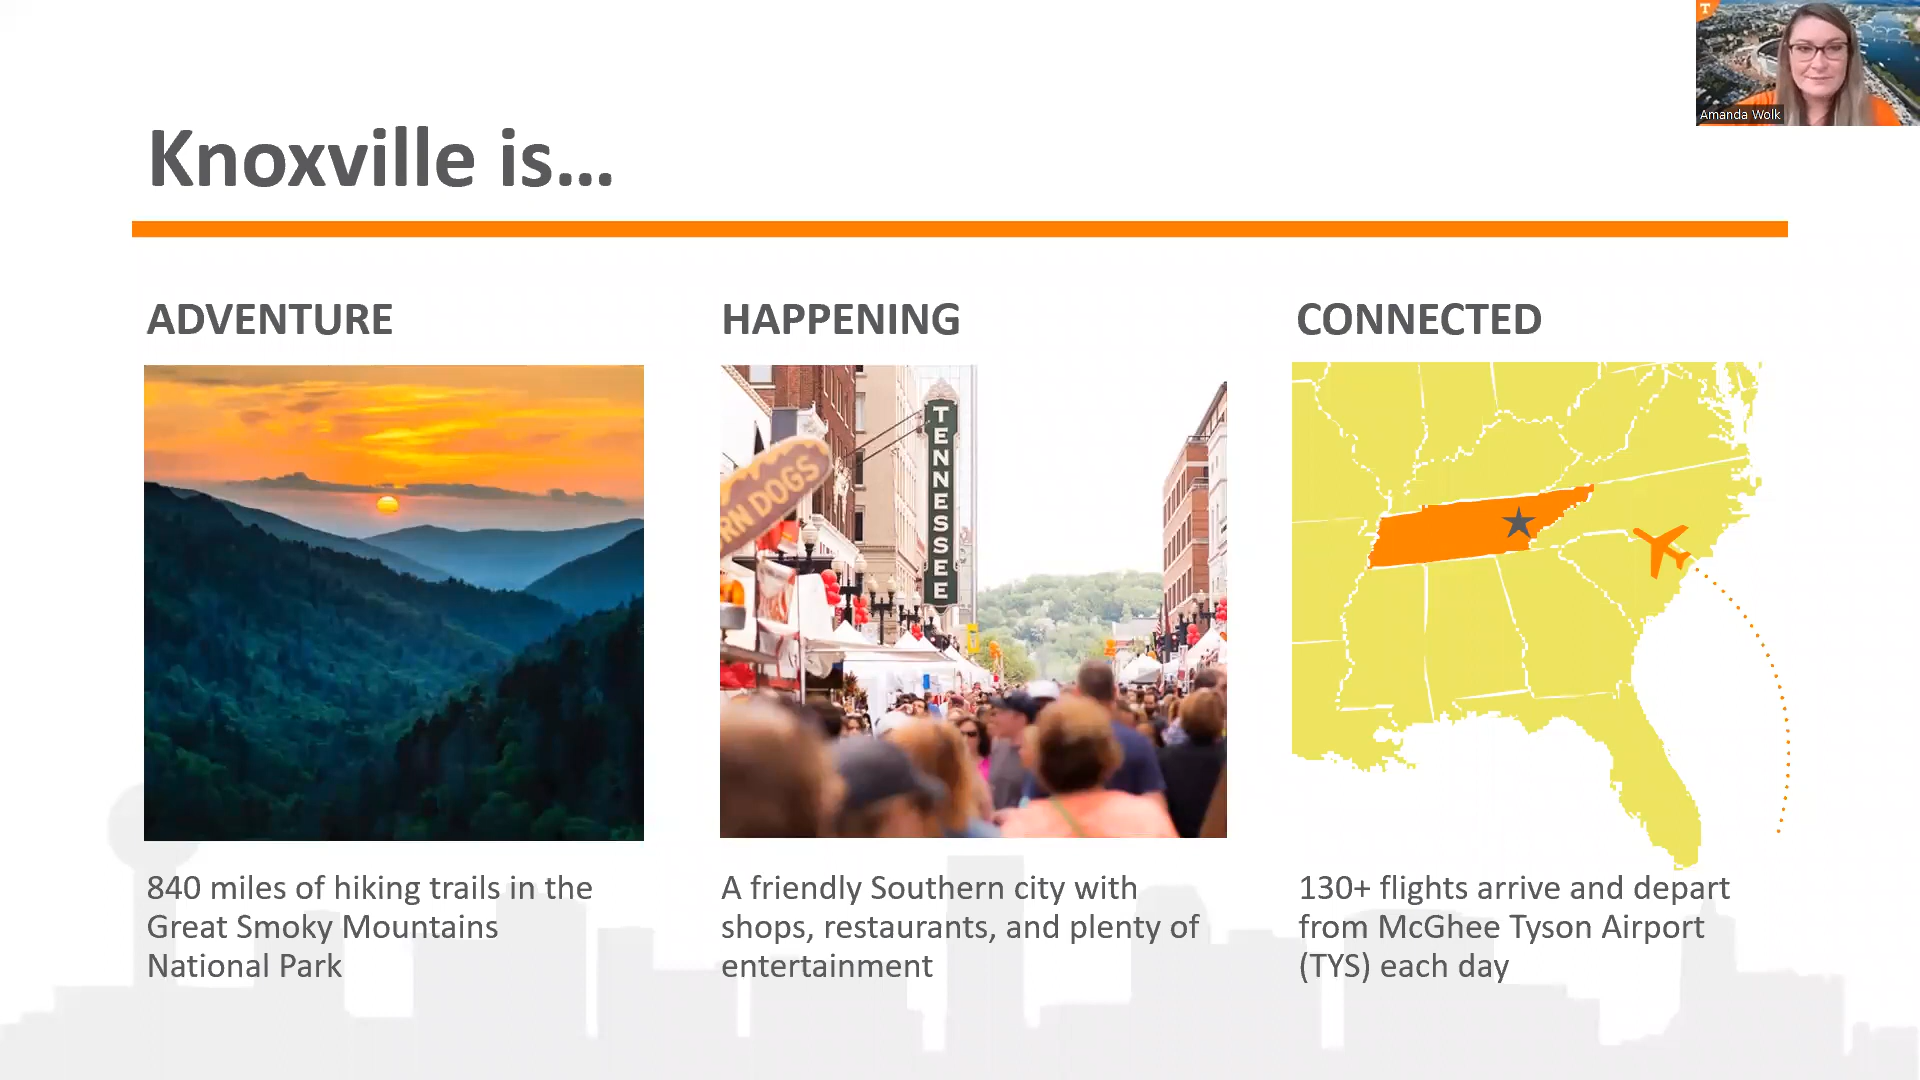 T
Amanda Wolk
Knoxville is...
ADVENTURE
HAPPENING
CONNECTED
RN DOGS
TENNESSEE
840 miles of hiking trails in the
Great Smoky Mountains
National Park
A friendly Southern city with
shops, restaurants, and plenty of
entertainment
130+ flights arrive and depart
from McGhee Tyson Airport
(TYS) each day